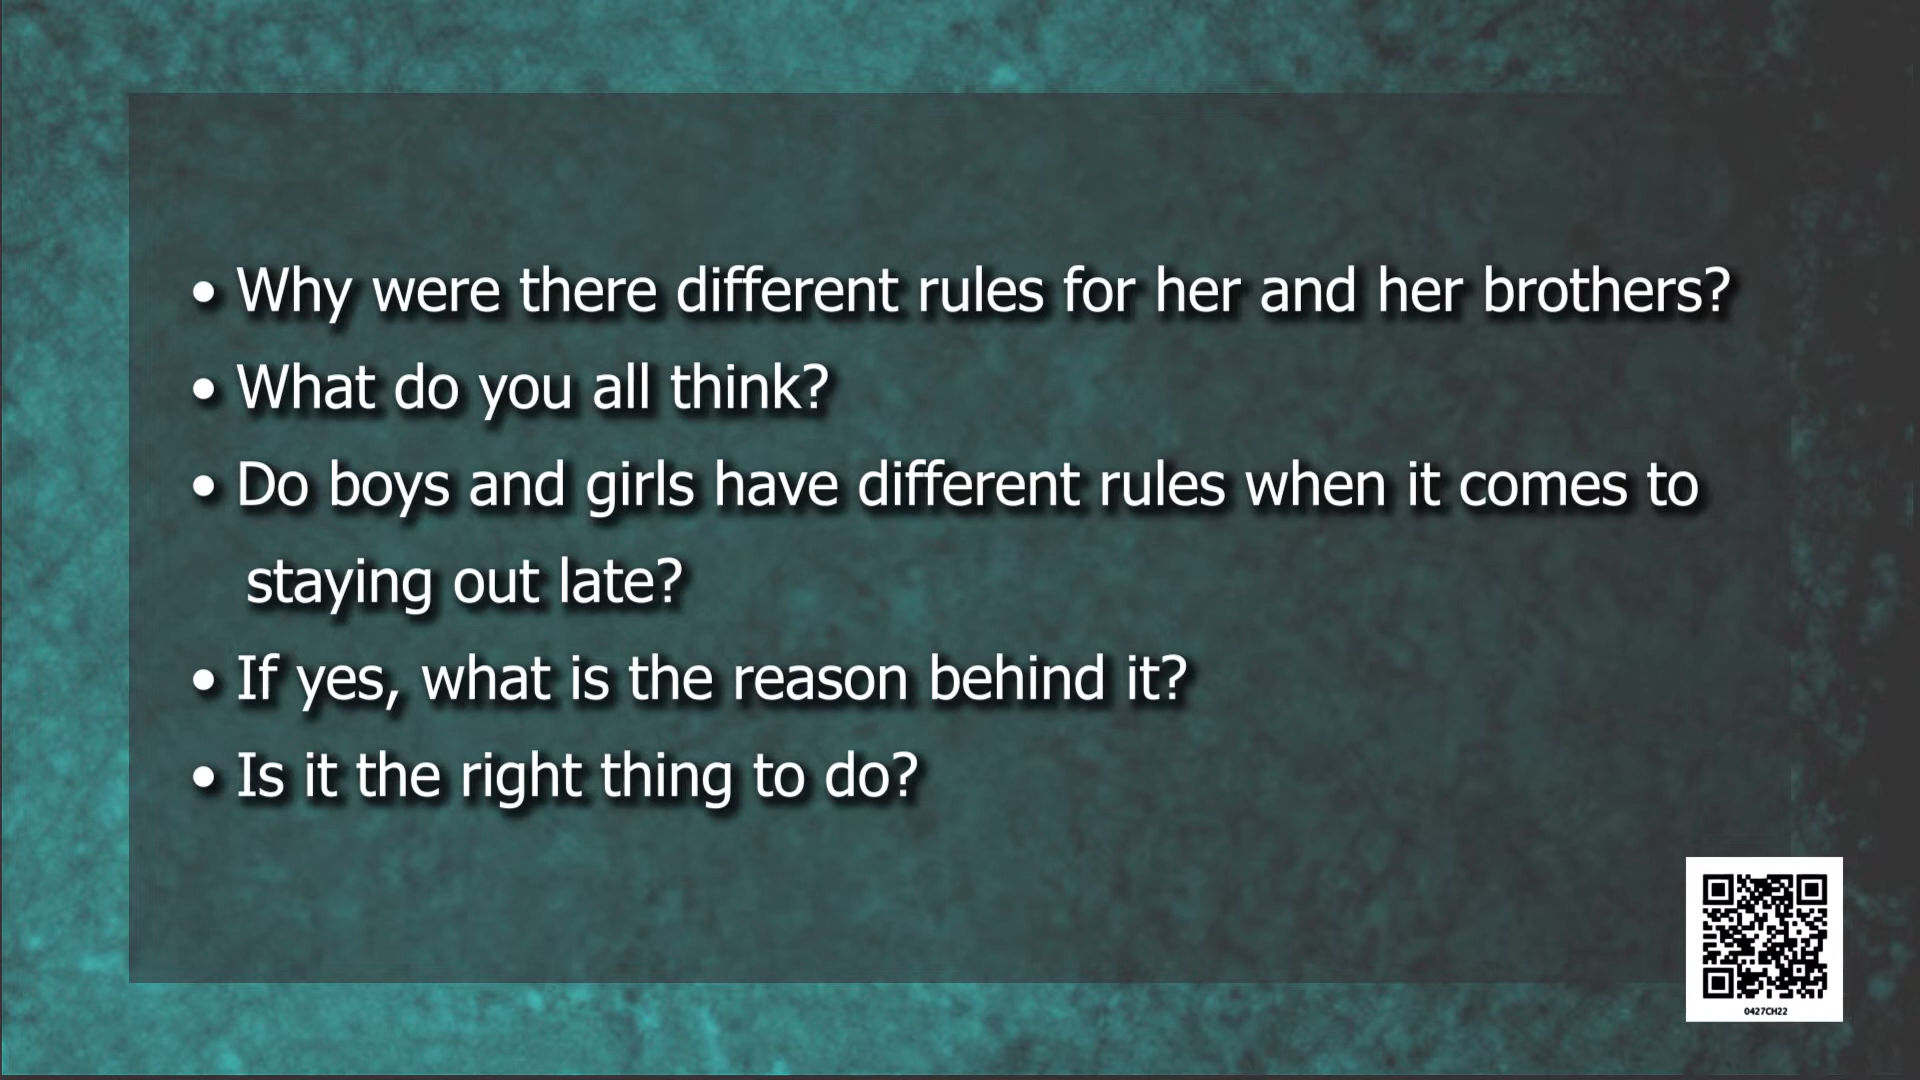 • Why were there different rules for her and her brothers?
• What do you all think?
• Do boys and girls have different rules when it comes to
staying out late?
• If yes, what is the reason behind it?
• Is it the right thing to do?
0427CH22